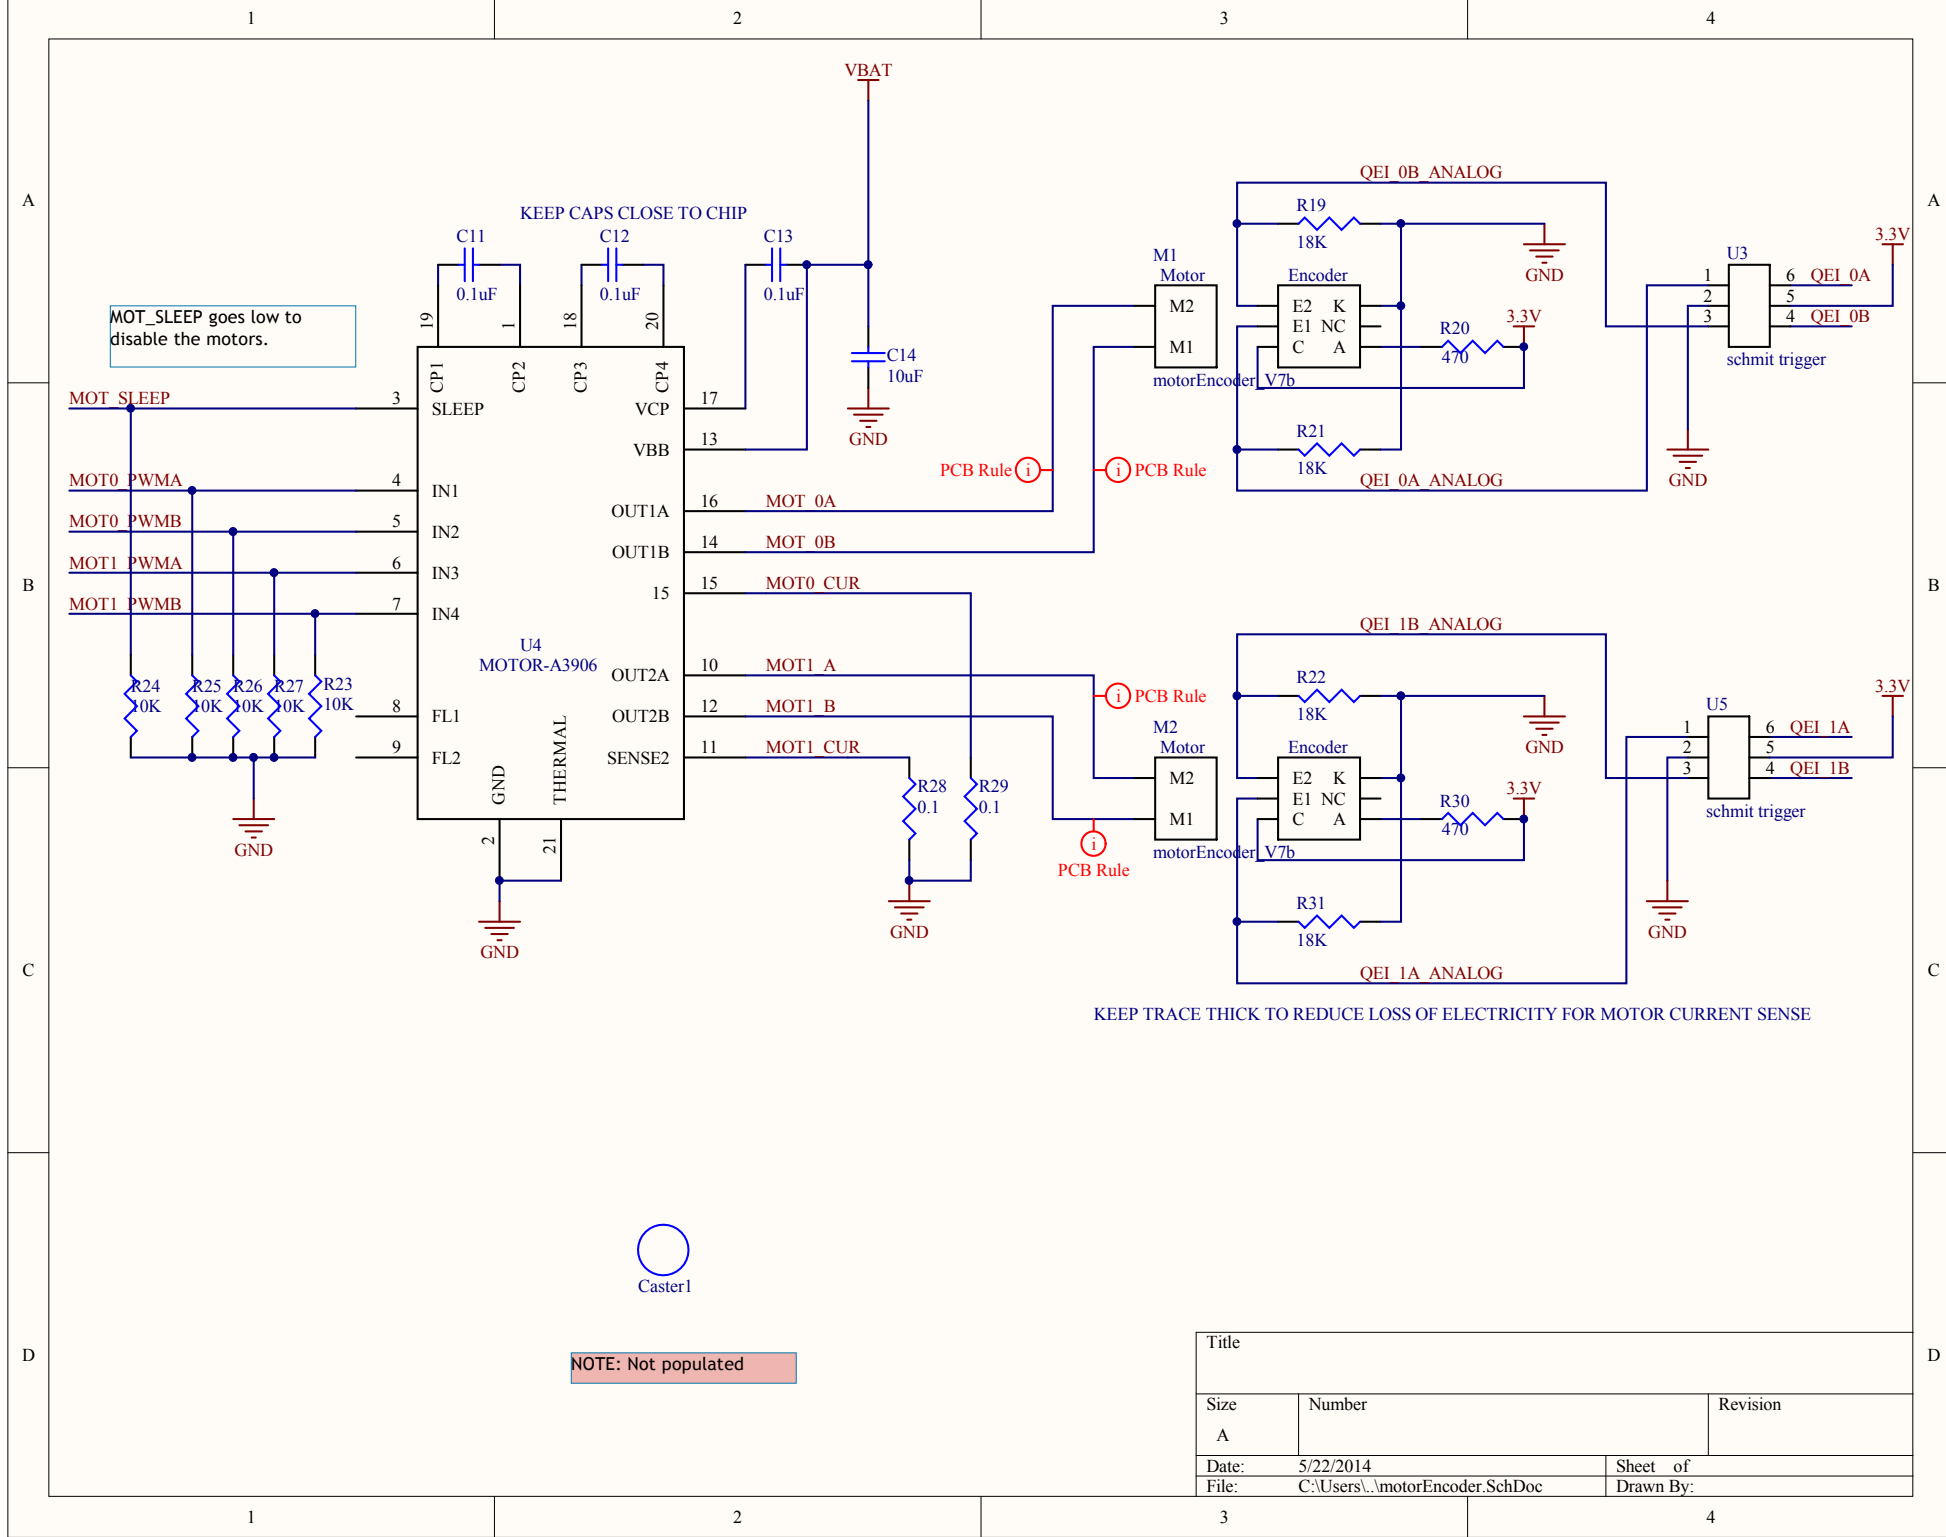 1 2 3 4
A A
B B
C C
D D
1 2 3 4
VBAT
KEEP CAPS CLOSE TO CHIP
C11
0.1uF
C12
0.1uF
C13
0.1uF
C14
10uF
GND
MOT_SLEEP goes low to
disable the motors.
MOT_SLEEP
MOT0_PWMA
MOT0_PWMB
MOT1_PWMA
MOT1_PWMB
R24
10K
R25
10K
R26
10K
R27
10K
R23
10K
GND
19
1
18
20
CP1
CP2
CP3
CP4
3 SLEEP
4 IN1
5 IN2
6 IN3
7 IN4
8 FL1
9 FL2
U4
MOTOR-A3906
VCP 17
VBB 13
OUT1A 16 MOT_0A
OUT1B 14 MOT_0B
15 15 MOT0_CUR
OUT2A 10 MOT1_A
OUT2B 12 MOT1_B
SENSE2 11 MOT1_CUR
GND
THERMAL
2
21
GND
R28
0.1
R29
0.1
GND
PCB Rule i
i PCB Rule
i PCB Rule
i
PCB Rule
M1
Motor
M2
M1
motorEncoder_V7b
Encoder
E2 K
E1 NC
C A
QEI_0B_ANALOG
R19
18K
GND
3.3V
R20
470
R21
18K
QEI_0A_ANALOG
U3
1 6 QEI_0A
2 5
3 4 QEI_0B
schmit trigger
3.3V
GND
M2
Motor
M2
M1
motorEncoder_V7b
Encoder
E2 K
E1 NC
C A
QEI_1B_ANALOG
R22
18K
GND
3.3V
R30
470
R31
18K
QEI_1A_ANALOG
U5
1 6 QEI_1A
2 5
3 4 QEI_1B
schmit trigger
3.3V
GND
KEEP TRACE THICK TO REDUCE LOSS OF ELECTRICITY FOR MOTOR CURRENT SENSE
Caster1
NOTE: Not populated
Title
Size Number Revision
A
Date: 5/22/2014 Sheet of
File: C:\Users\..\motorEncoder.SchDoc Drawn By: